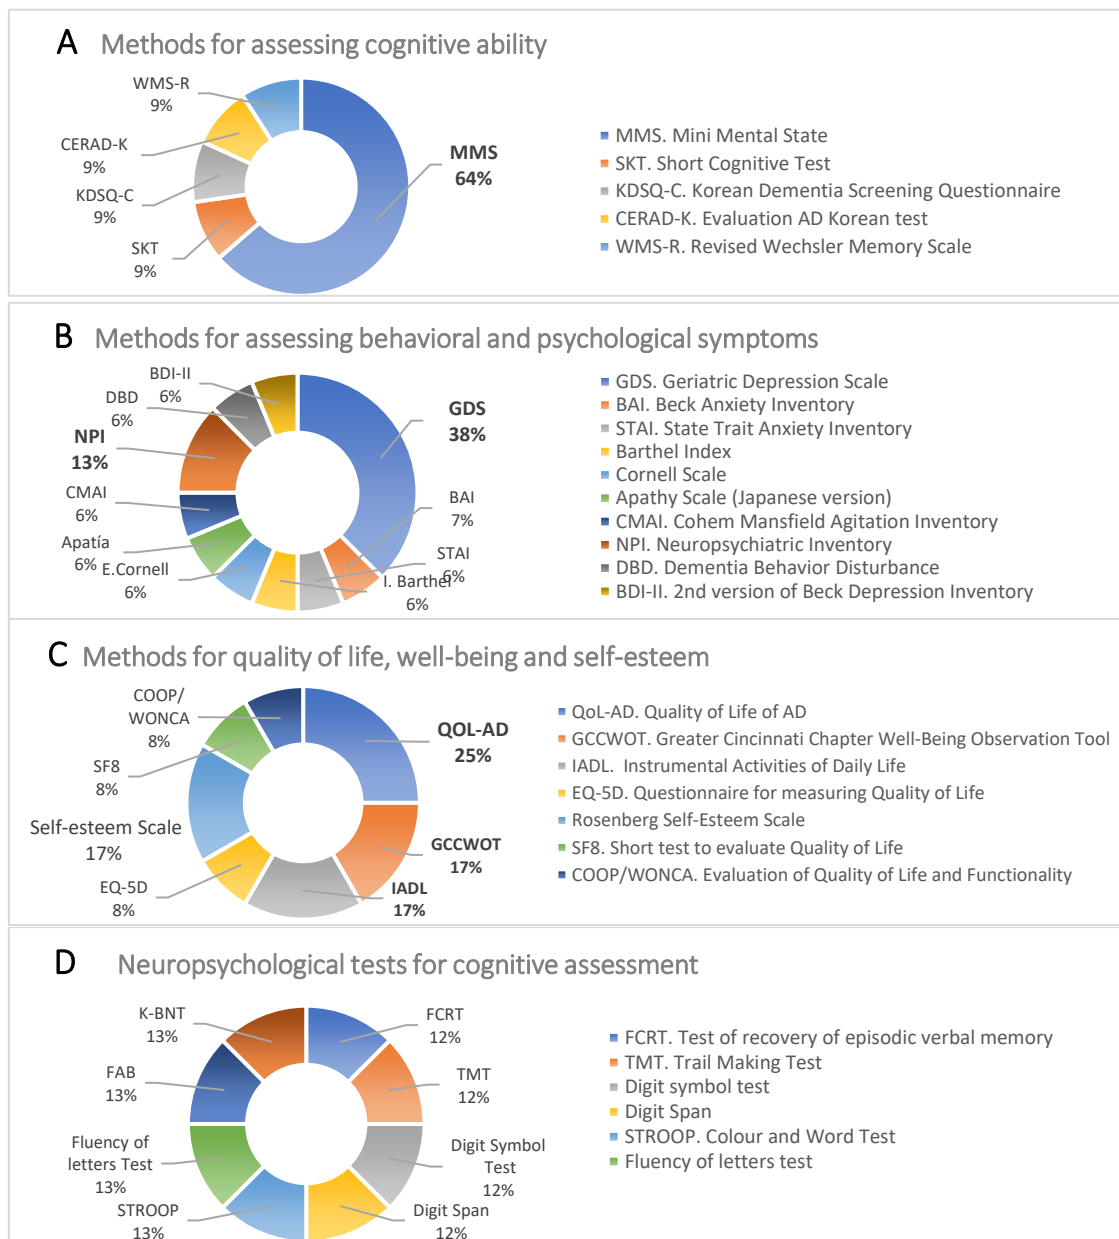 A Methods for assessing cognitive ability
WMS-R
9%
CERAD-K
9%
KDSQ-C
9%
SKT
9%
MMS
64%
MMS. Mini Mental State
SKT. Short Cognitive Test
KDSQ-C. Korean Dementia Screening Questionnaire
CERAD-K. Evaluation AD Korean test
WMS-R. Revised Wechsler Memory Scale
B Methods for assessing behavioral and psychological symptoms
BDI-II
6%
DBD
6%
NPI
13%
CMAI
6%
Apatía
6%
E.Cornell
6%
GDS
38%
BAI
7%
STAI
6%
I. Barthel
6%
GDS. Geriatric Depression Scale
BAI. Beck Anxiety Inventory
STAI. State Trait Anxiety Inventory
Barthel Index
Cornell Scale
Apathy Scale (Japanese version)
CMAI. Cohem Mansfield Agitation Inventory
NPI. Neuropsychiatric Inventory
DBD. Dementia Behavior Disturbance
BDI-II. 2nd version of Beck Depression Inventory
C Methods for quality of life, well-being and self-esteem
COOP/
WONCA
8%
SF8
8%
Self-esteem Scale
17%
EQ-5D
8%
QOL-AD
25%
GCCWOT
17%
IADL
17%
QoL-AD. Quality of Life of AD
GCCWOT. Greater Cincinnati Chapter Well-Being Observation Tool
IADL. Instrumental Activities of Daily Life
EQ-5D. Questionnaire for measuring Quality of Life
Rosenberg Self-Esteem Scale
SF8. Short test to evaluate Quality of Life
COOP/WONCA. Evaluation of Quality of Life and Functionality
D Neuropsychological tests for cognitive assessment
K-BNT
13%
FAB
13%
Fluency of
letters Test
13%
STROOP
13%
FCRT
12%
TMT
12%
Digit Symbol
Test
12%
Digit Span
12%
FCRT. Test of recovery of episodic verbal memory
TMT. Trail Making Test
Digit symbol test
Digit Span
STROOP. Colour and Word Test
Fluency of letters test